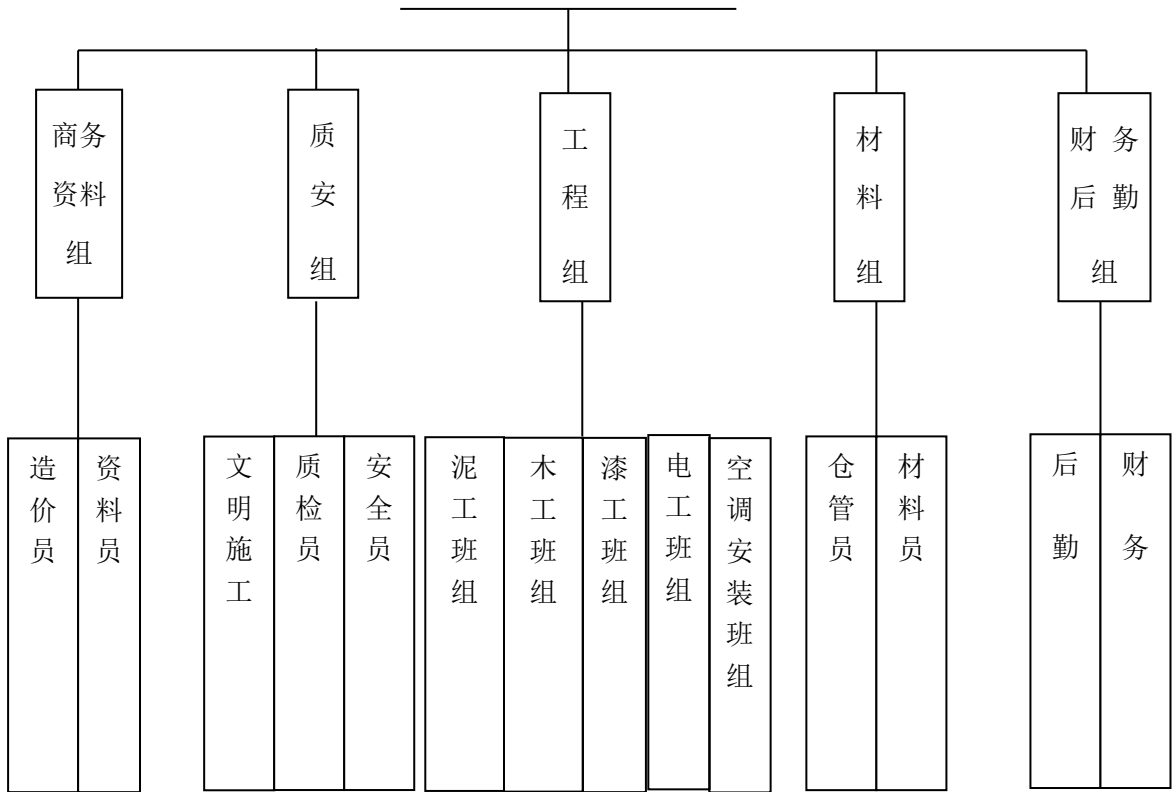 商务资料组
质安组
工程组
材料组
财务后勤组
造价员
资料员
文明施工
质检员
安全员
泥工班组
木工班组
漆工班组
电工班组
空调安装班组
仓管员
材料员
后勤
财务